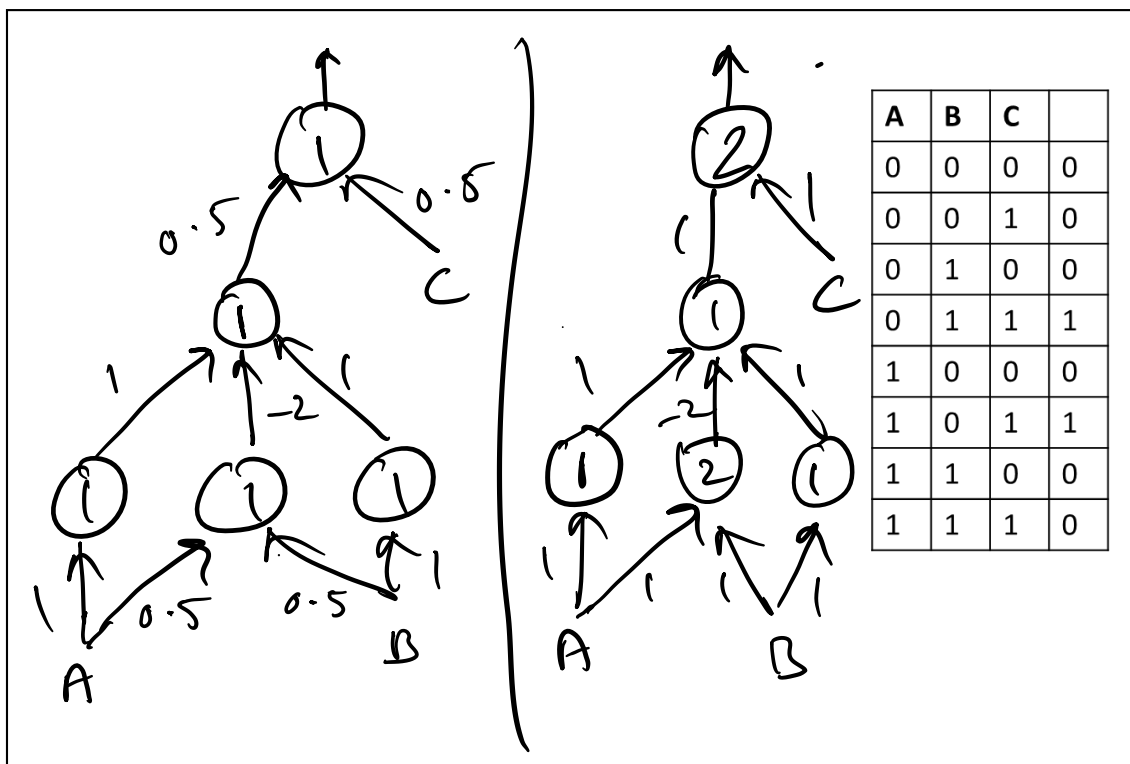 1
0.5 0.5
C
1
1 -2 1
1 1 1
1 0.5 0.5 1
A B
2
1 1
C
1
1 -2 1
1 2 1
1 1 1 1
A B
A B C
0 0 0 0
0 0 1 0
0 1 0 0
0 1 1 1
1 0 0 0
1 0 1 1
1 1 0 0
1 1 1 0